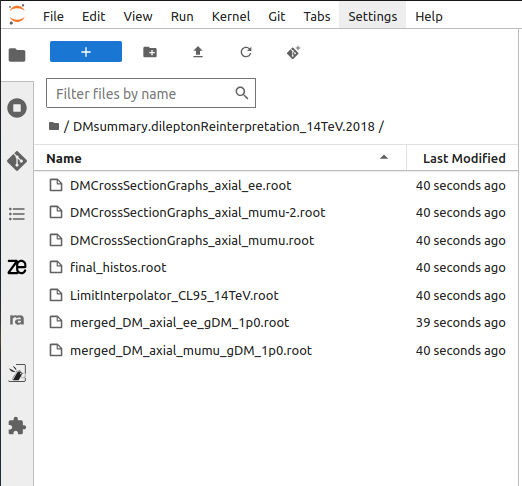 File Edit View Run Kernel Git Tabs Settings Help
+
Filter files by name
/ DMsummary.dileptonReinterpretation_14TeV.2018 /
Name Last Modified
DMCrossSectionGraphs_axial_ee.root 40 seconds ago
DMCrossSectionGraphs_axial_mumu-2.root 40 seconds ago
DMCrossSectionGraphs_axial_mumu.root 40 seconds ago
final_histos.root 40 seconds ago
LimitInterpolator_CL95_14TeV.root 40 seconds ago
merged_DM_axial_ee_gDM_1p0.root 39 seconds ago
merged_DM_axial_mumu_gDM_1p0.root 40 seconds ago
ze
ra